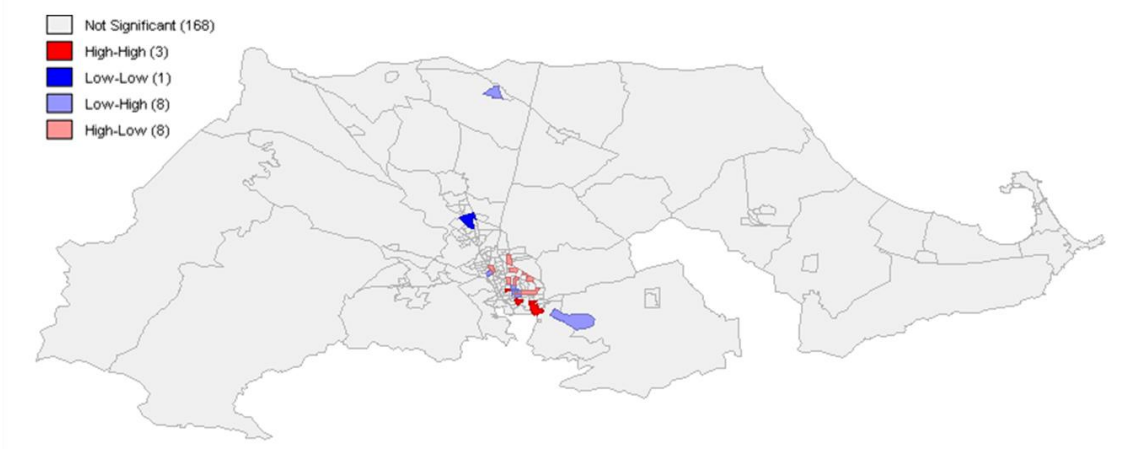 Not Significant (168)
High-High (3)
Low-Low (1)
Low-High (8)
High-Low (8)